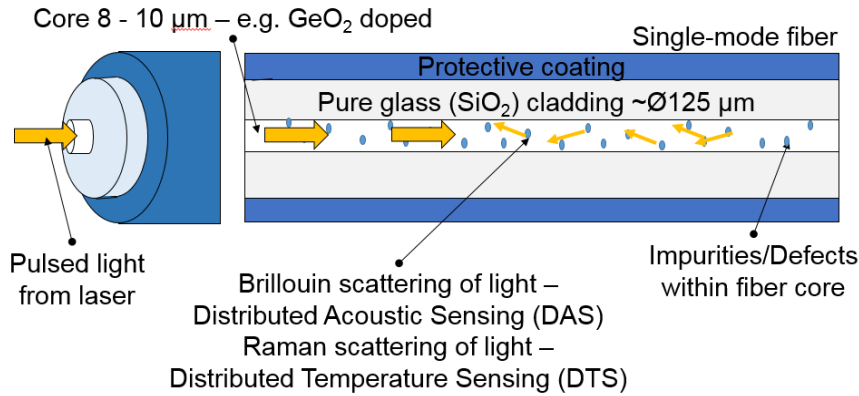 Core 8 - 10 µm – e.g. GeO₂ doped
Single-mode fiber
Protective coating
Pure glass (SiO₂) cladding ~Ø125 µm
Pulsed light
from laser
Brillouin scattering of light –
Distributed Acoustic Sensing (DAS)
Raman scattering of light –
Distributed Temperature Sensing (DTS)
Impurities/Defects
within fiber core